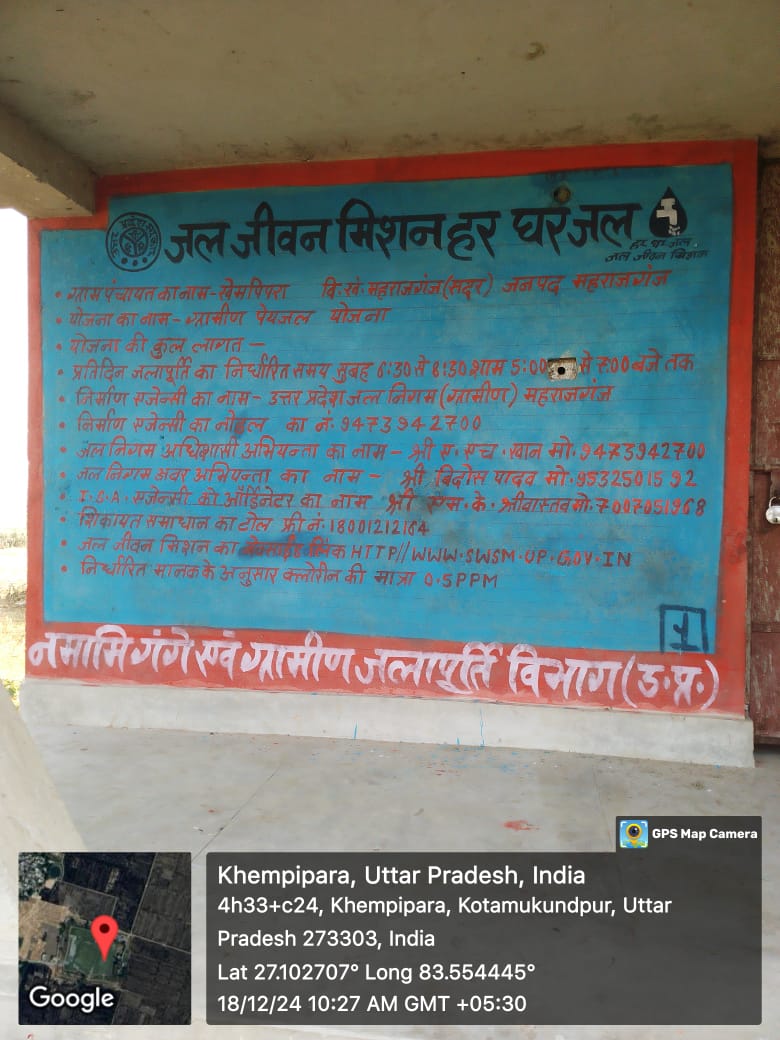 जल जीवन मिशन हर घर जल
हर घर जल
जल जीवन मिशन
• ग्राम पंचायत का नाम - खेमपिपरा वि. खं. महराजगंज (सदर) जनपद महराजगंज
• योजना का नाम - ग्रामीण पेयजल योजना
• योजना की कुल लागत -
• प्रतिदिन जलापूर्ति का निर्धारित समय सुबह 6:30 से 8:30 शाम 5:00 से 7:00 बजे तक
• निर्माण एजेन्सी का नाम - उत्तर प्रदेश जल निगम (ग्रामीण) महराजगंज
• निर्माण एजेन्सी का नोडल का नं. 9473942700
• जल निगम अधिशासी अभियन्ता का नाम - श्री ए. एच. खान मो. 9473942700
• जल निगम अवर अभियन्ता का नाम - श्री विनोस यादव मो. 9532501592
• I.S.A. एजेन्सी को ऑर्डिनेटर का नाम श्री एस. के. श्रीवास्तव मो. 7007051968
• शिकायत समाधान का टोल फ्री नं. 18001212164
• जल जीवन मिशन का वेबसाईट लिंक HTTP//WWW.SWSM.UP.GOV.IN
• निर्धारित मानक के अनुसार क्लोरीन की मात्रा 0.5PPM
नमामि गंगे एवं ग्रामीण जलापूर्ति विभाग (उ.प्र.)
GPS Map Camera
Khempipara, Uttar Pradesh, India
4h33+c24, Khempipara, Kotamukundpur, Uttar
Pradesh 273303, India
Lat 27.102707° Long 83.554445°
18/12/24 10:27 AM GMT +05:30
Google